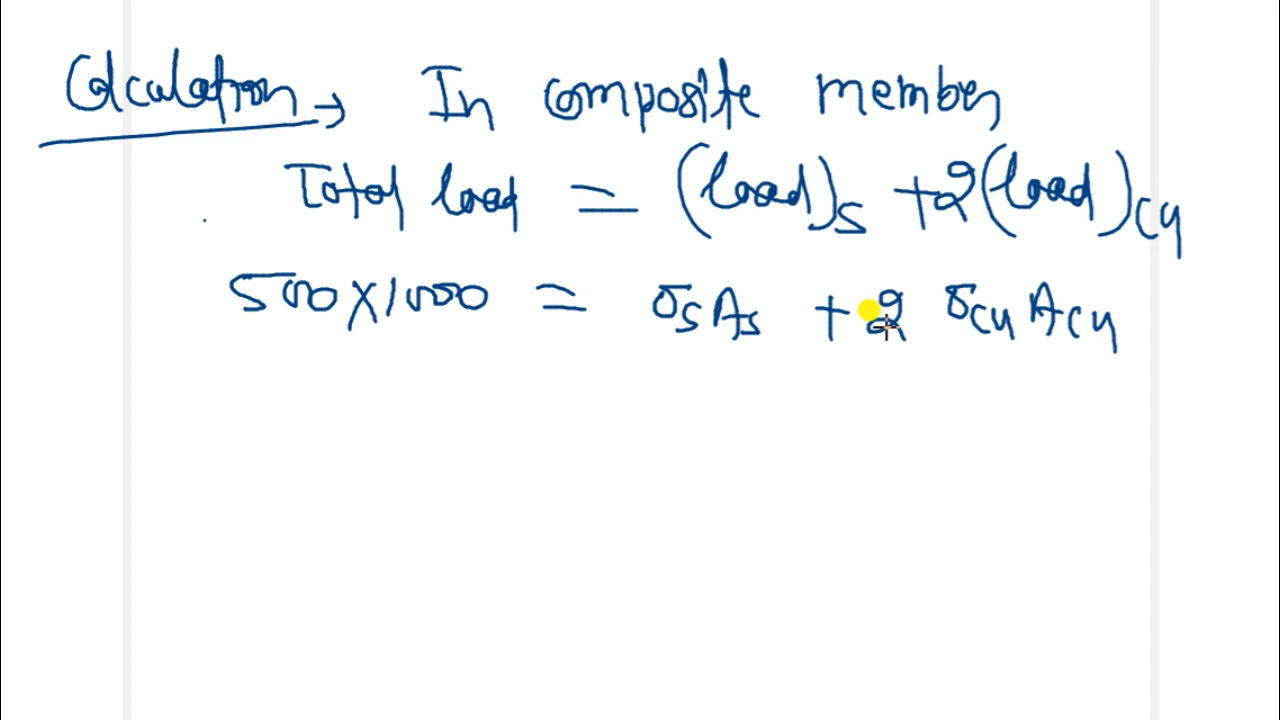 Calculation → In composite member
Total load = (load)s + 2(load)cu
500 x 1000 = σs As + 2 σcu Acu